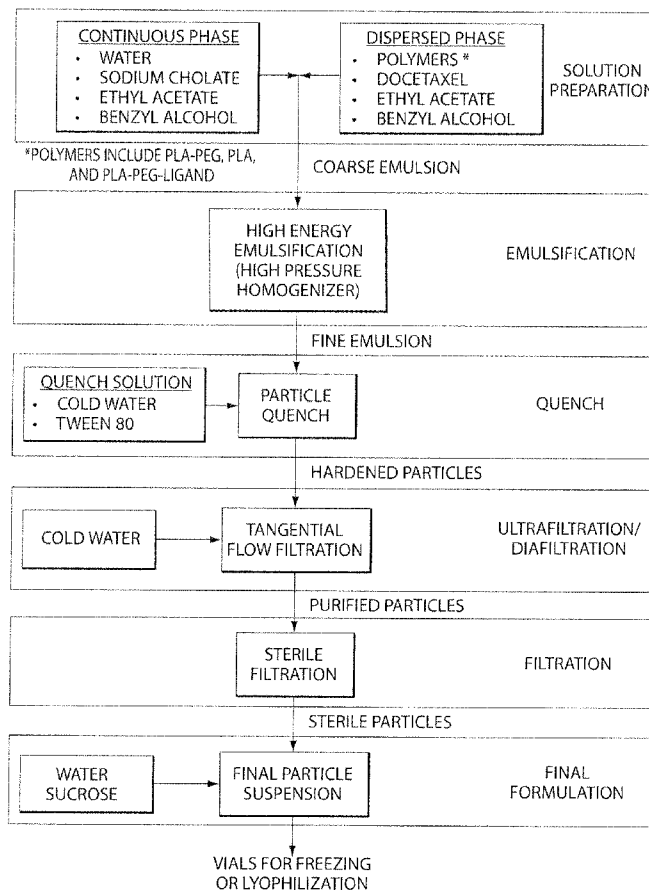 CONTINUOUS PHASE
• WATER
• SODIUM CHOLATE
• ETHYL ACETATE
• BENZYL ALCOHOL
DISPERSED PHASE
• POLYMERS *
• DOCETAXEL
• ETHYL ACETATE
• BENZYL ALCOHOL
SOLUTION
PREPARATION
*POLYMERS INCLUDE PLA-PEG, PLA,
AND PLA-PEG-LIGAND
COARSE EMULSION
HIGH ENERGY
EMULSIFICATION
(HIGH PRESSURE
HOMOGENIZER)
EMULSIFICATION
FINE EMULSION
QUENCH SOLUTION
• COLD WATER
• TWEEN 80
PARTICLE
QUENCH
QUENCH
HARDENED PARTICLES
COLD WATER
TANGENTIAL
FLOW FILTRATION
ULTRAFILTRATION/
DIAFILTRATION
PURIFIED PARTICLES
STERILE
FILTRATION
FILTRATION
STERILE PARTICLES
WATER
SUCROSE
FINAL PARTICLE
SUSPENSION
FINAL
FORMULATION
VIALS FOR FREEZING
OR LYOPHILIZATION